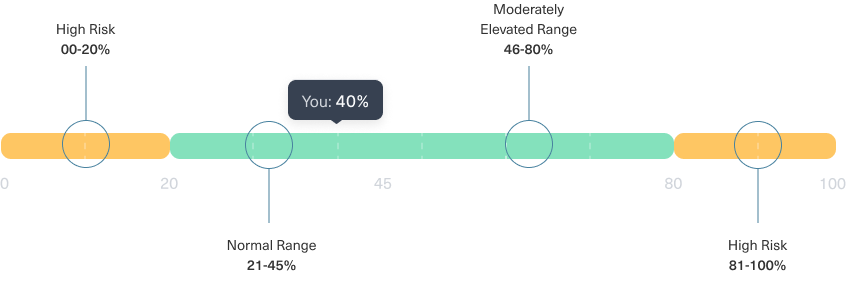 Moderately
Elevated Range
46-80%
High Risk
00-20%
You: 40%
0
20
45
80
100
Normal Range
21-45%
High Risk
81-100%